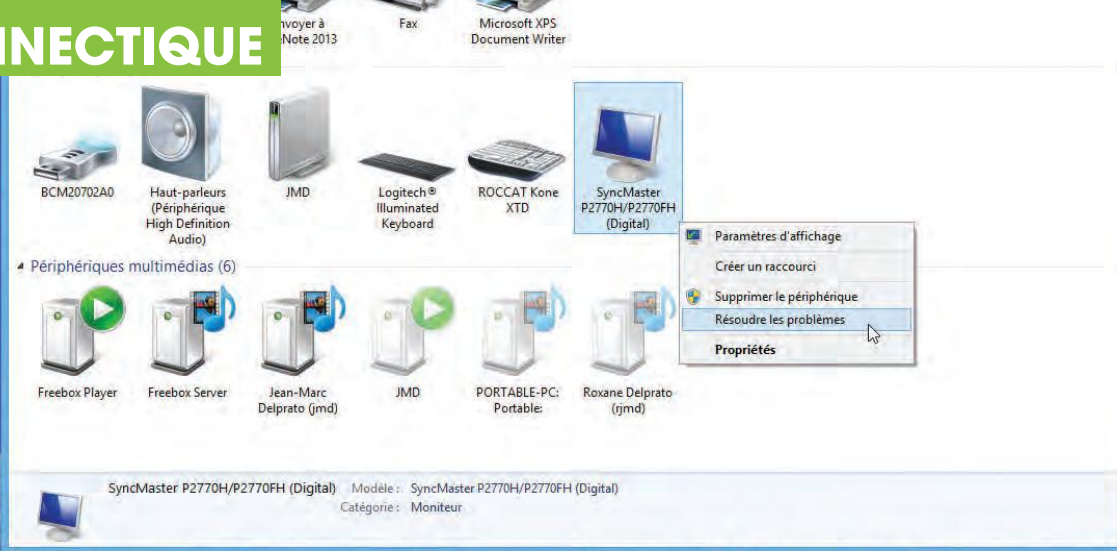 NNECTIQUE
nvoyer à
eNote 2013
Fax
Microsoft XPS
Document Writer
BCM20702A0
Haut-parleurs
(Périphérique
High Definition
Audio)
JMD
Logitech®
Illuminated
Keyboard
ROCCAT Kone
XTD
SyncMaster
P2770H/P2770FH
(Digital)
Paramètres d'affichage
Créer un raccourci
Supprimer le périphérique
Résoudre les problèmes
Propriétés
Périphériques multimédias (6)
Freebox Player
Freebox Server
Jean-Marc
Delprato (jmd)
JMD
PORTABLE-PC:
Portable:
Roxane Delprato
(rjmd)
SyncMaster P2770H/P2770FH (Digital) Modèle : SyncMaster P2770H/P2770FH (Digital)
Catégorie : Moniteur